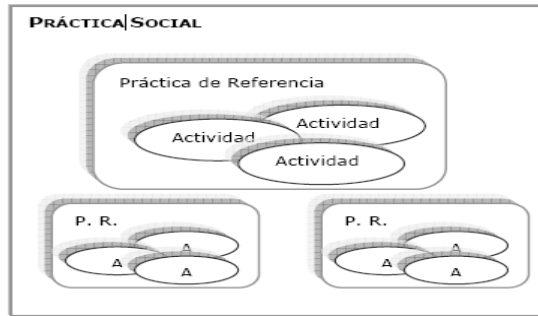 PRÁCTICA SOCIAL
Práctica de Referencia
Actividad
Actividad
Actividad
P. R.
A
A
A
P. R.
A
A
A